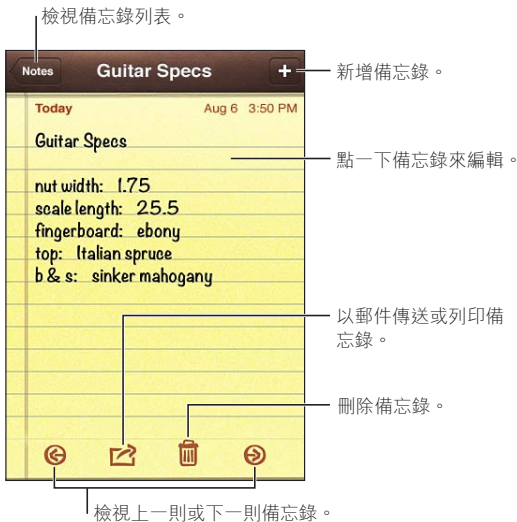 檢視備忘錄列表。
Notes
Guitar Specs
+
新增備忘錄。
Today
Aug 6 3:50 PM
Guitar Specs
點一下備忘錄來編輯。
nut width: 1.75
scale length: 25.5
fingerboard: ebony
top: Italian spruce
b & s: sinker mahogany
以郵件傳送或列印備
忘錄。
刪除備忘錄。
檢視上一則或下一則備忘錄。